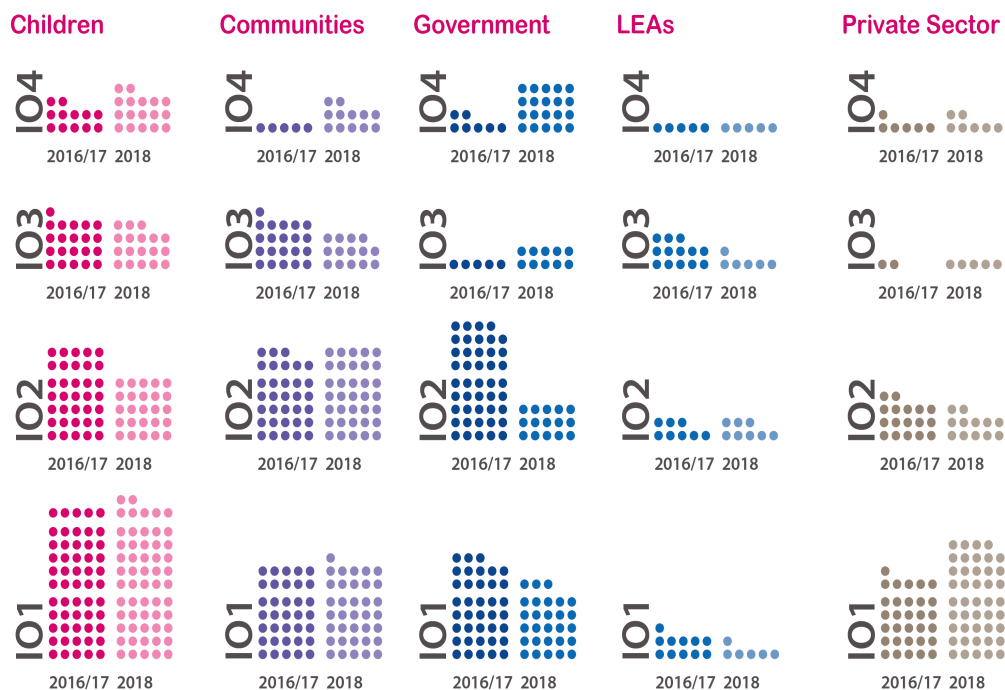 Children Communities Government LEAs Private Sector
IO4 IO4 IO4 IO4 IO4
2016/17 2018 2016/17 2018 2016/17 2018 2016/17 2018 2016/17 2018
IO3 IO3 IO3 IO3 IO3
2016/17 2018 2016/17 2018 2016/17 2018 2016/17 2018 2016/17 2018
IO2 IO2 IO2 IO2 IO2
2016/17 2018 2016/17 2018 2016/17 2018 2016/17 2018 2016/17 2018
IO1 IO1 IO1 IO1 IO1
2016/17 2018 2016/17 2018 2016/17 2018 2016/17 2018 2016/17 2018